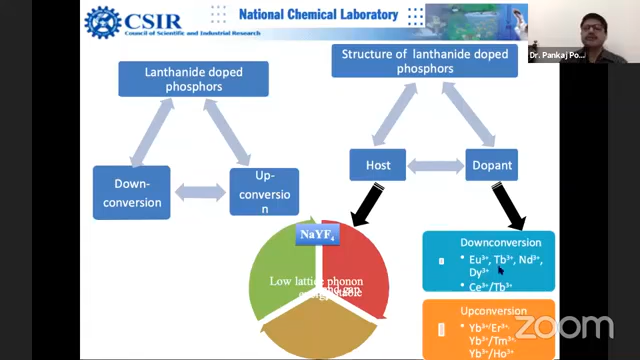 CSIR
Council of Scientific and Industrial Research
National Chemical Laboratory
Dr. Pankaj Po...
Lanthanide doped
phosphors
Down-
conversion
Up-
conversio
n
Structure of lanthanide doped
phosphors
Host
Dopant
NaYF₄
Low lattice phonon
Downconversion
• Eu³⁺, Tb³⁺, Nd³⁺,
Dy³⁺
• Ce³⁺/Tb³⁺
Upconversion
• Yb³⁺/Er³⁺
Yb³⁺/Tm³⁺
Yb³⁺/Ho³⁺
zoom